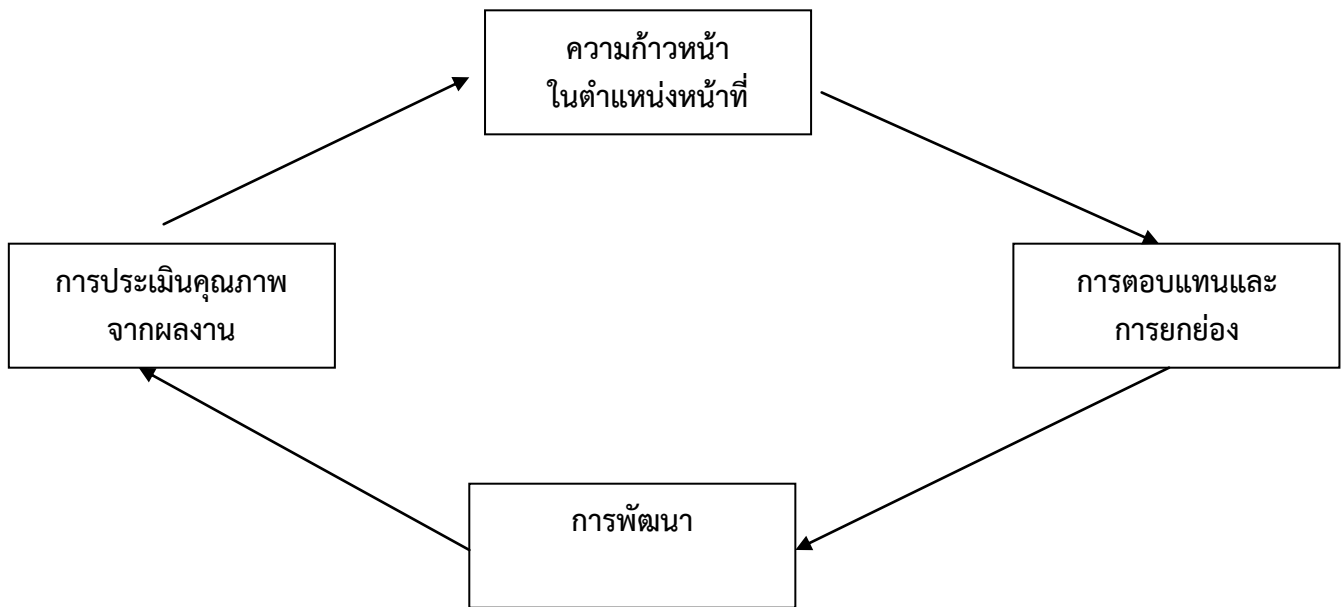 ความก้าวหน้า
ในตำแหน่งหน้าที่
การประเมินคุณภาพ
จากผลงาน
การตอบแทนและ
การยกย่อง
การพัฒนา